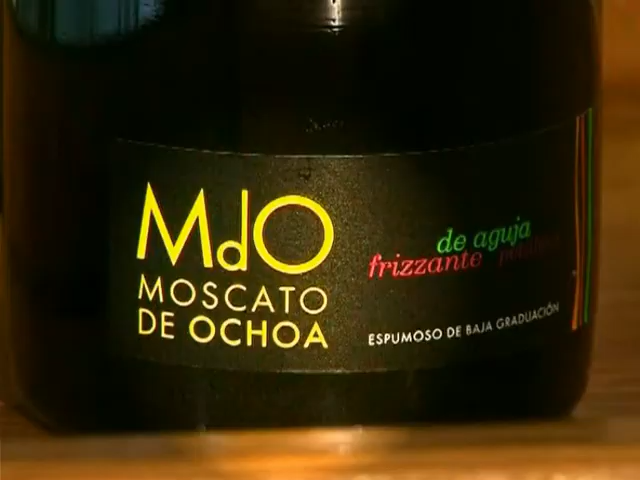 MdO
MOSCATO
DE OCHOA
de aguja
frizzante
ESPUMOSO DE BAJA GRADUACIÓN